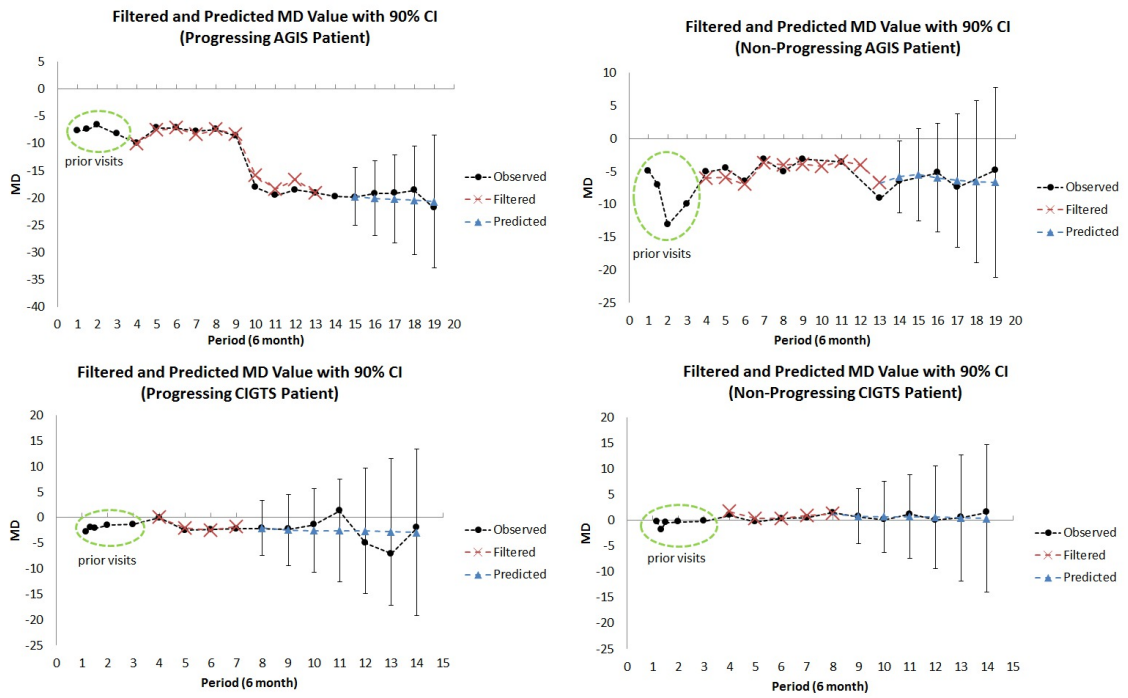 Filtered and Predicted MD Value with 90% CI
(Progressing AGIS Patient)
5
0
-5
-10
-15
-20
-25
-30
-35
-40
MD
prior visits
0 1 2 3 4 5 6 7 8 9 10 11 12 13 14 15 16 17 18 19 20
Period (6 month)
Observed
Filtered
Predicted
Filtered and Predicted MD Value with 90% CI
(Non-Progressing AGIS Patient)
10
5
0
-5
-10
-15
-20
-25
MD
prior visits
0 1 2 3 4 5 6 7 8 9 10 11 12 13 14 15 16 17 18 19 20
Period (6 month)
Observed
Filtered
Predicted
Filtered and Predicted MD Value with 90% CI
(Progressing CIGTS Patient)
20
15
10
5
0
-5
-10
-15
-20
-25
MD
prior visits
0 1 2 3 4 5 6 7 8 9 10 11 12 13 14 15
Period (6 month)
Observed
Filtered
Predicted
Filtered and Predicted MD Value with 90% CI
(Non-Progressing CIGTS Patient)
20
15
10
5
0
-5
-10
-15
-20
-25
MD
prior visits
0 1 2 3 4 5 6 7 8 9 10 11 12 13 14 15
Period (6 month)
Observed
Filtered
Predicted